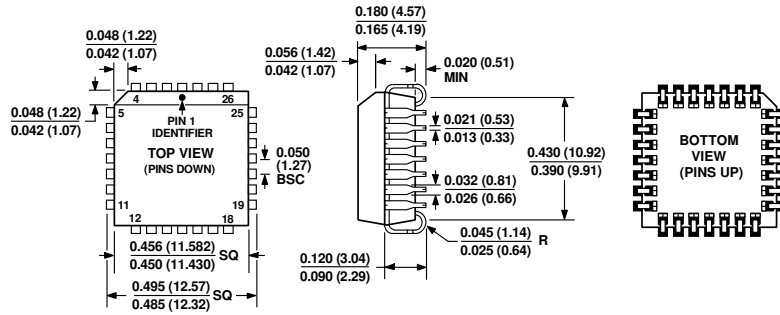 0.180 (4.57)
0.165 (4.19)
0.048 (1.22)
0.042 (1.07)
0.056 (1.42)
0.042 (1.07)
0.020 (0.51)
MIN
0.048 (1.22)
0.042 (1.07)
4
26
5
25
PIN 1
IDENTIFIER
TOP VIEW
(PINS DOWN)
0.050
(1.27)
BSC
11
19
12
18
0.456 (11.582)
0.450 (11.430)
SQ
0.495 (12.57)
0.485 (12.32)
SQ
0.021 (0.53)
0.013 (0.33)
0.032 (0.81)
0.026 (0.66)
0.430 (10.92)
0.390 (9.91)
0.045 (1.14)
0.025 (0.64)
R
0.120 (3.04)
0.090 (2.29)
BOTTOM
VIEW
(PINS UP)